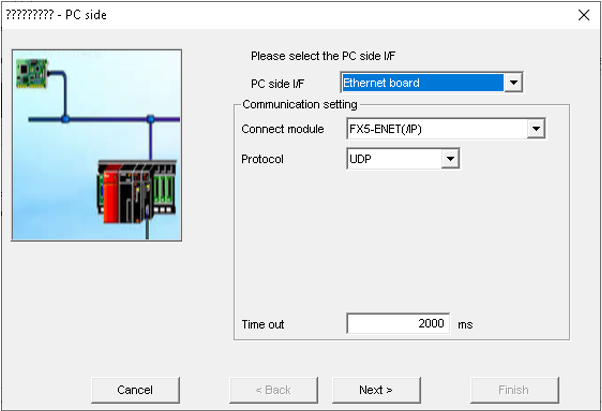 ????????? - PC side
Please select the PC side I/F
PC side I/F Ethernet board
Communication setting
Connect module FX5-ENET(/IP)
Protocol UDP
Time out 2000 ms
Cancel < Back Next > Finish